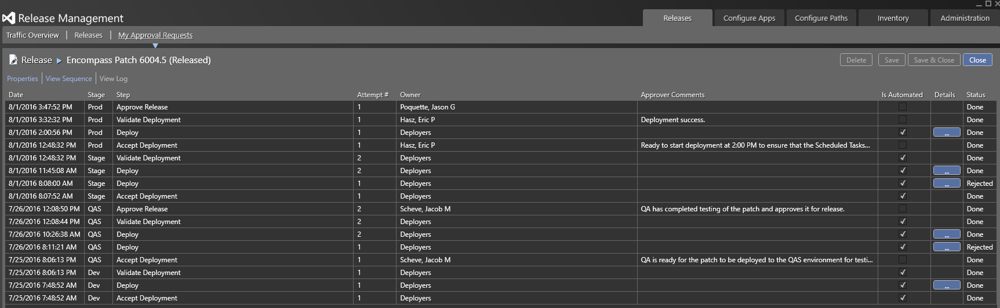 Release Management
Releases Configure Apps Configure Paths Inventory Administration
Traffic Overview Releases My Approval Requests
Release Encompass Patch 6004.5 (Released) Delete Save Save & Close Close
Properties View Sequence View Log
Date Stage Step Attempt # Owner Approver Comments Is Automated Details Status
8/1/2016 3:47:52 PM Prod Approve Release 1 Poquette, Jason G Done
8/1/2016 3:32:32 PM Prod Validate Deployment 1 Hasz, Eric P Deployment success. Done
8/1/2016 2:00:56 PM Prod Deploy 1 Deployers ... Done
8/1/2016 12:48:32 PM Prod Accept Deployment 1 Hasz, Eric P Ready to start deployment at 2:00 PM to ensure that the Scheduled Tasks... Done
8/1/2016 12:48:32 PM Stage Validate Deployment 2 Deployers Done
8/1/2016 11:45:08 AM Stage Deploy 2 Deployers ... Done
8/1/2016 8:08:00 AM Stage Deploy 1 Deployers ... Rejected
8/1/2016 8:07:52 AM Stage Accept Deployment 1 Deployers Done
7/26/2016 12:08:50 PM QAS Approve Release 2 Scheve, Jacob M QA has completed testing of the patch and approves it for release. Done
7/26/2016 12:08:44 PM QAS Validate Deployment 2 Deployers Done
7/26/2016 10:26:38 AM QAS Deploy 2 Deployers ... Done
7/26/2016 8:11:21 AM QAS Deploy 1 Deployers ... Rejected
7/25/2016 8:06:13 PM QAS Accept Deployment 1 Scheve, Jacob M QA is ready for the patch to be deployed to the QAS environment for testi... Done
7/25/2016 8:06:13 PM Dev Validate Deployment 1 Deployers Done
7/25/2016 7:48:52 AM Dev Deploy 1 Deployers ... Done
7/25/2016 7:48:52 AM Dev Accept Deployment 1 Deployers Done